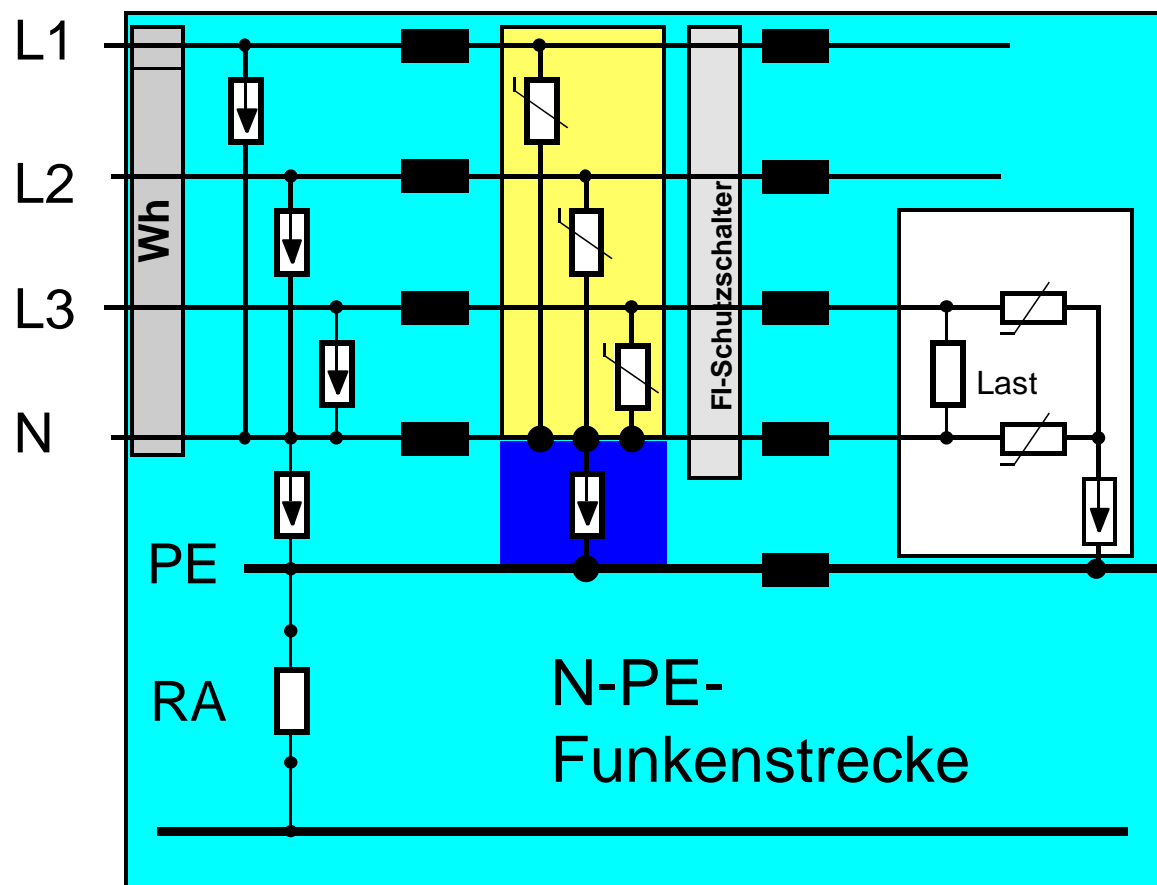 L1
L2
L3
N
Wh
FI-Schutzschalter
Last
PE
RA
N-PE-
Funkenstrecke